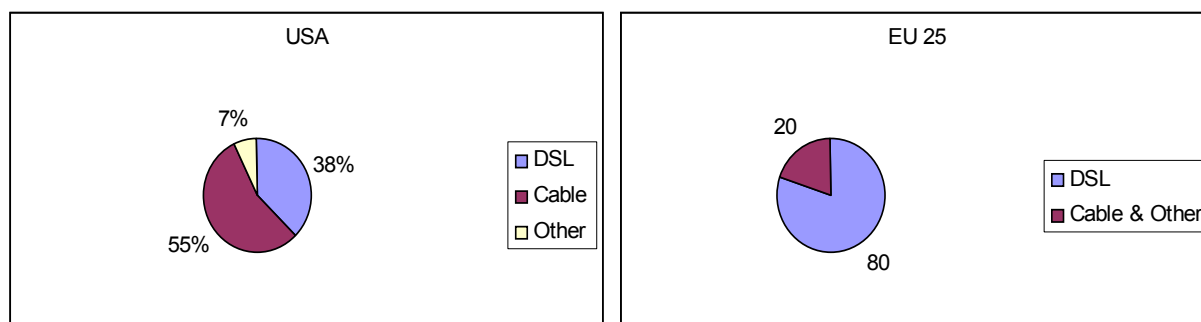 USA
7%
38%
55%
DSL
Cable
Other
EU 25
20
80
DSL
Cable & Other